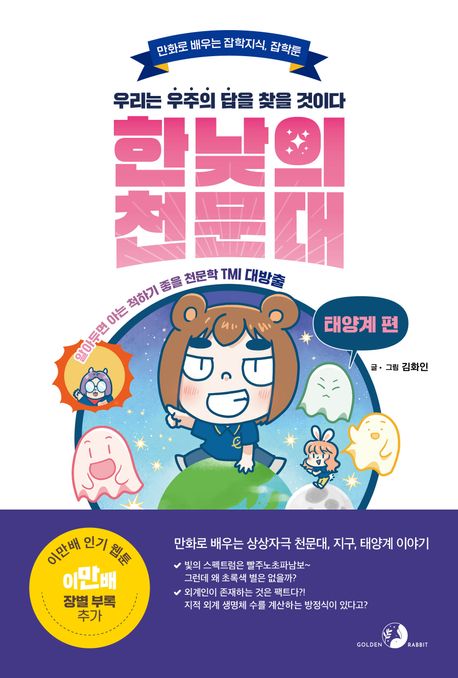 만화로 배우는 잡학지식, 잡학툰
우리는 우주의 답을 찾을 것이다
한낮의
천문대
알아두면 아는 척하기 좋을 천문학 TMI 대방출
태양계 편
글 • 그림 김화인
이만배 인기 웹툰
이만배
장별 부록
추가
만화로 배우는 상상자극 천문대, 지구, 태양계 이야기
빛의 스펙트럼은 빨주노초파남보~
그런데 왜 초록색 별은 없을까?
외계인이 존재하는 것은 팩트다?!
지적 외계 생명체 수를 계산하는 방정식이 있다고?
GOLDEN RABBIT